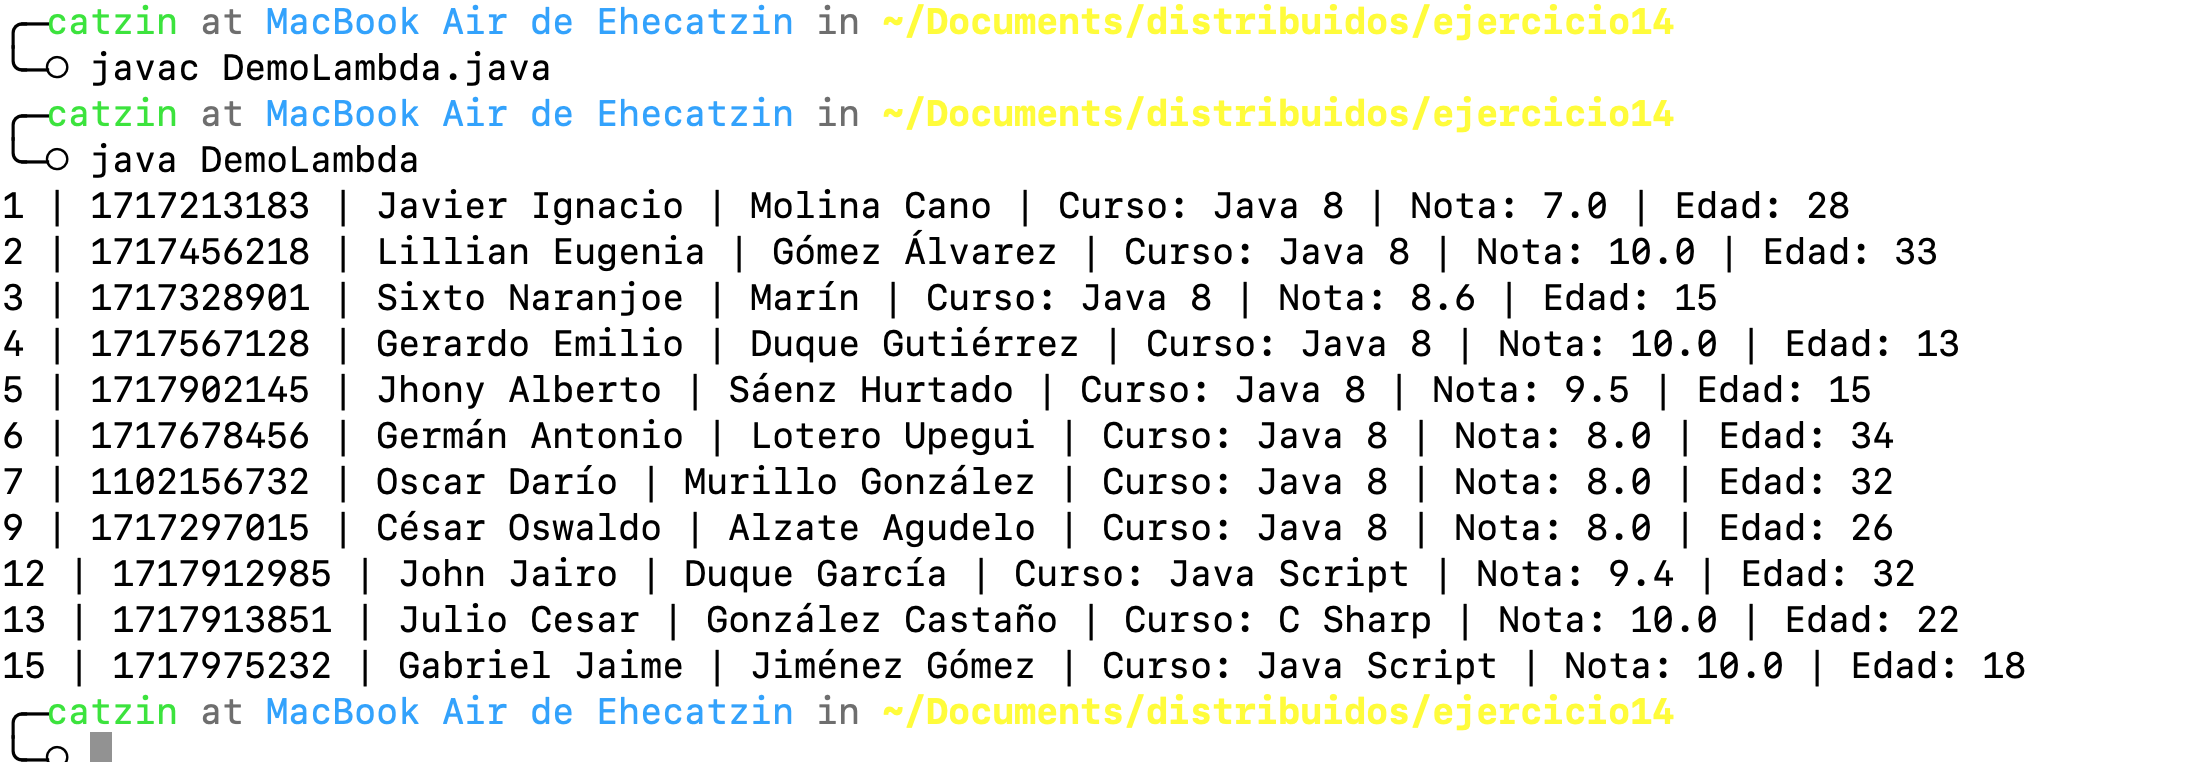 catzin at MacBook Air de Ehecatzin in ~/Documents/distribuidos/ejercicio14
javac DemoLambda.java
catzin at MacBook Air de Ehecatzin in ~/Documents/distribuidos/ejercicio14
java DemoLambda
1 | 1717213183 | Javier Ignacio | Molina Cano | Curso: Java 8 | Nota: 7.0 | Edad: 28
2 | 1717456218 | Lillian Eugenia | Gómez Álvarez | Curso: Java 8 | Nota: 10.0 | Edad: 33
3 | 1717328901 | Sixto Naranjoe | Marín | Curso: Java 8 | Nota: 8.6 | Edad: 15
4 | 1717567128 | Gerardo Emilio | Duque Gutiérrez | Curso: Java 8 | Nota: 10.0 | Edad: 13
5 | 1717902145 | Jhony Alberto | Sáenz Hurtado | Curso: Java 8 | Nota: 9.5 | Edad: 15
6 | 1717678456 | Germán Antonio | Lotero Upegui | Curso: Java 8 | Nota: 8.0 | Edad: 34
7 | 1102156732 | Oscar Darío | Murillo González | Curso: Java 8 | Nota: 8.0 | Edad: 32
9 | 1717297015 | César Oswaldo | Alzate Agudelo | Curso: Java 8 | Nota: 8.0 | Edad: 26
12 | 1717912985 | John Jairo | Duque García | Curso: Java Script | Nota: 9.4 | Edad: 32
13 | 1717913851 | Julio Cesar | González Castaño | Curso: C Sharp | Nota: 10.0 | Edad: 22
15 | 1717975232 | Gabriel Jaime | Jiménez Gómez | Curso: Java Script | Nota: 10.0 | Edad: 18
catzin at MacBook Air de Ehecatzin in ~/Documents/distribuidos/ejercicio14